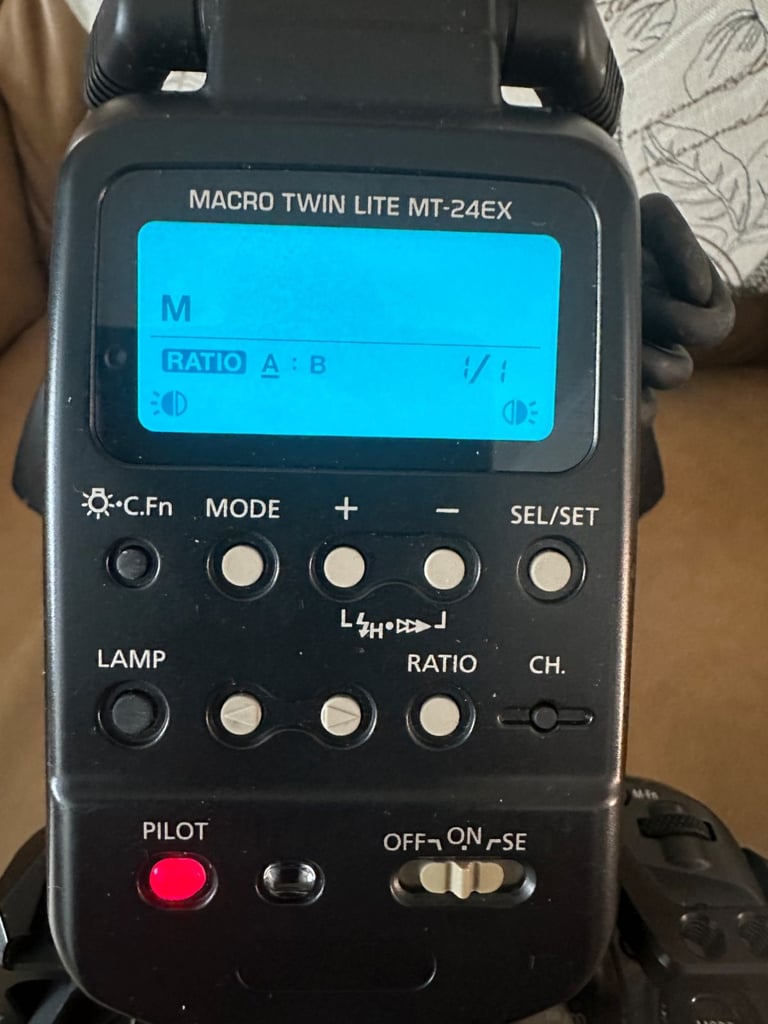 MACRO TWIN LITE MT-24EX
M
RATIO A : B 1/1
C.Fn MODE + − SEL/SET
H
LAMP RATIO CH.
PILOT
OFF ON SE
M-Fn